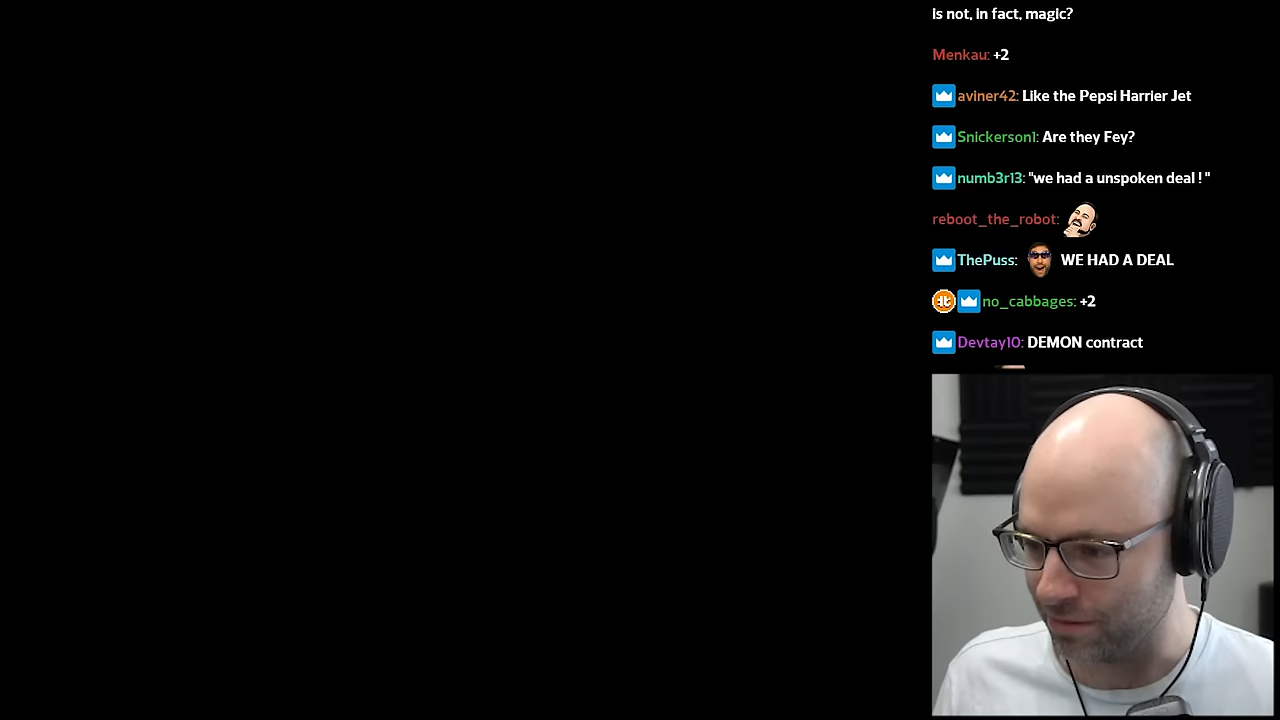 is not, in fact, magic?
Menkau: +2
aviner42: Like the Pepsi Harrier Jet
Snickerson1: Are they Fey?
numb3r13: "we had a unspoken deal ! "
reboot_the_robot:
ThePuss: WE HAD A DEAL
no_cabbages: +2
Devtay10: DEMON contract